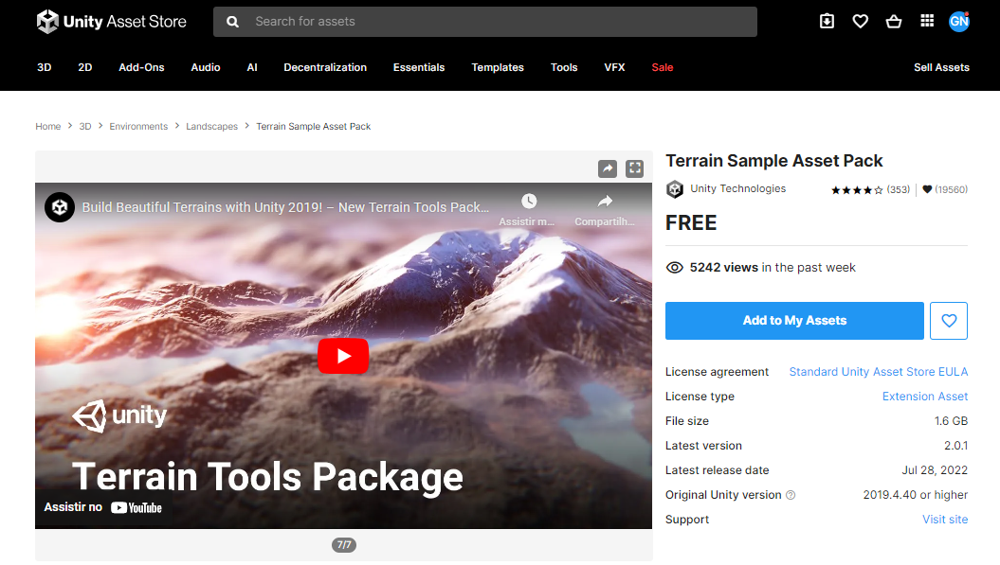 Unity Asset Store
Search for assets
GN
3D 2D Add-Ons Audio AI Decentralization Essentials Templates Tools VFX Sale Sell Assets
Home > 3D > Environments > Landscapes > Terrain Sample Asset Pack
Build Beautiful Terrains with Unity 2019! – New Terrain Tools Pack...
Assistir m... Compartilh...
unity
Terrain Tools Package
Assistir no YouTube
7/7
Terrain Sample Asset Pack
Unity Technologies ★★★★☆ (353) | ♥ (19560)
FREE
5242 views in the past week
Add to My Assets
License agreement Standard Unity Asset Store EULA
License type Extension Asset
File size 1.6 GB
Latest version 2.0.1
Latest release date Jul 28, 2022
Original Unity version 2019.4.40 or higher
Support Visit site